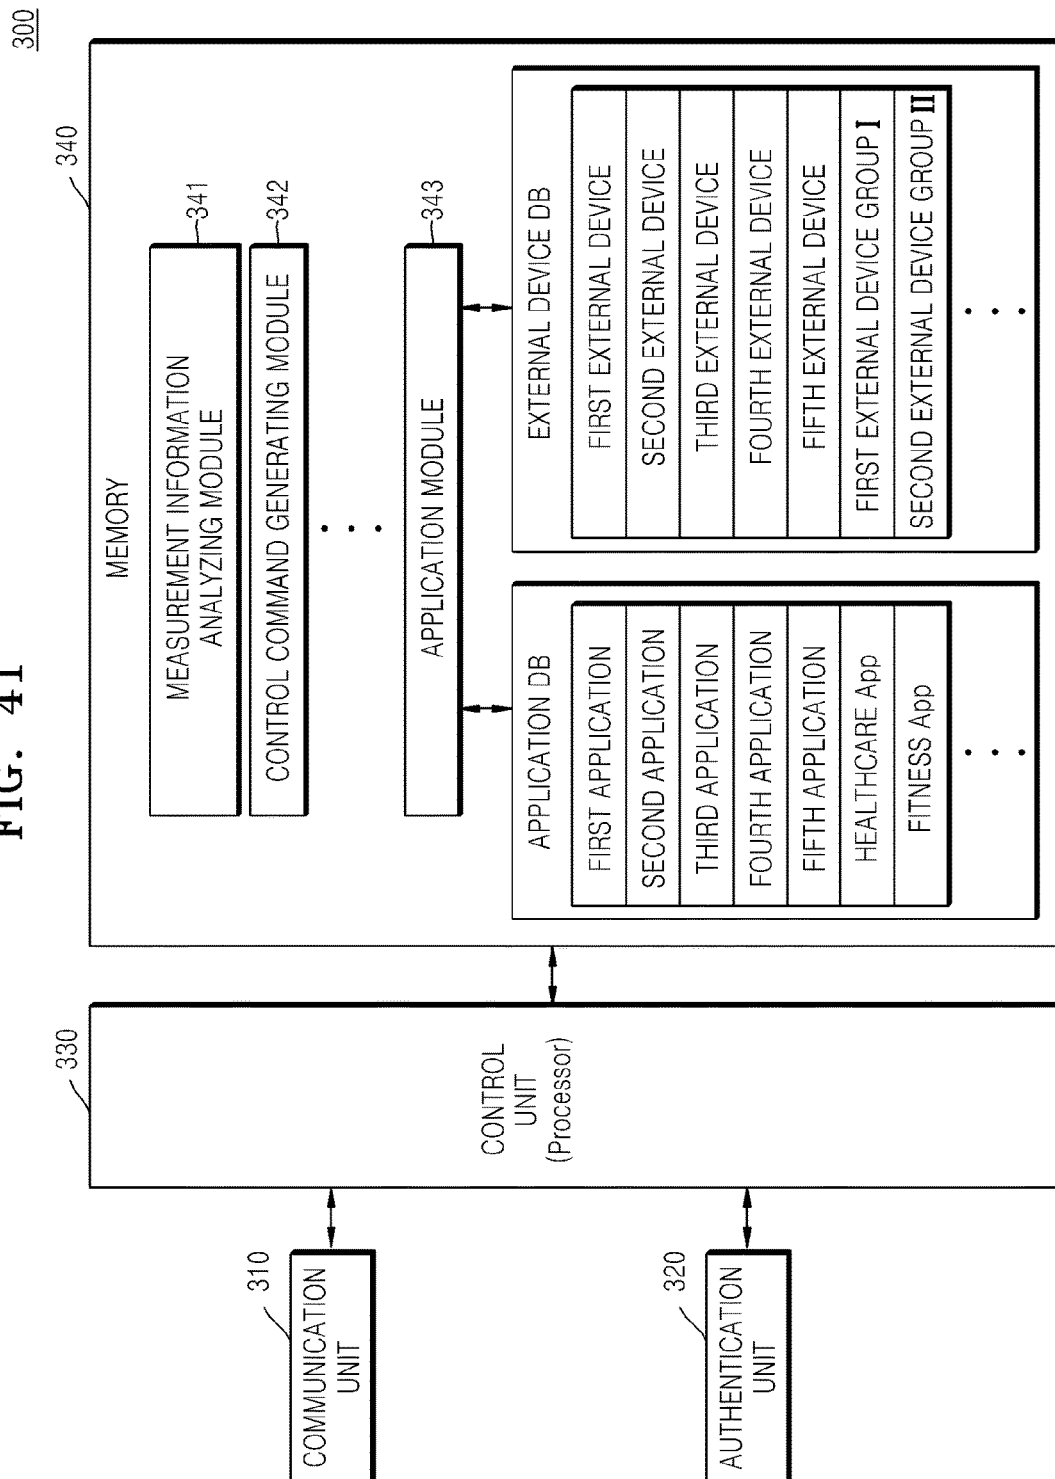 FIG. 41
300
310
COMMUNICATION
UNIT
320
AUTHENTICATION
UNIT
330
CONTROL
UNIT
(Processor)
340
MEMORY
MEASUREMENT INFORMATION
ANALYZING MODULE
341
CONTROL COMMAND GENERATING MODULE
342
. . .
APPLICATION MODULE
343
APPLICATION DB
FIRST APPLICATION
SECOND APPLICATION
THIRD APPLICATION
FOURTH APPLICATION
FIFTH APPLICATION
HEALTHCARE App
FITNESS App
. . .
EXTERNAL DEVICE DB
FIRST EXTERNAL DEVICE
SECOND EXTERNAL DEVICE
THIRD EXTERNAL DEVICE
FOURTH EXTERNAL DEVICE
FIFTH EXTERNAL DEVICE
FIRST EXTERNAL DEVICE GROUP I
SECOND EXTERNAL DEVICE GROUP II
. . .